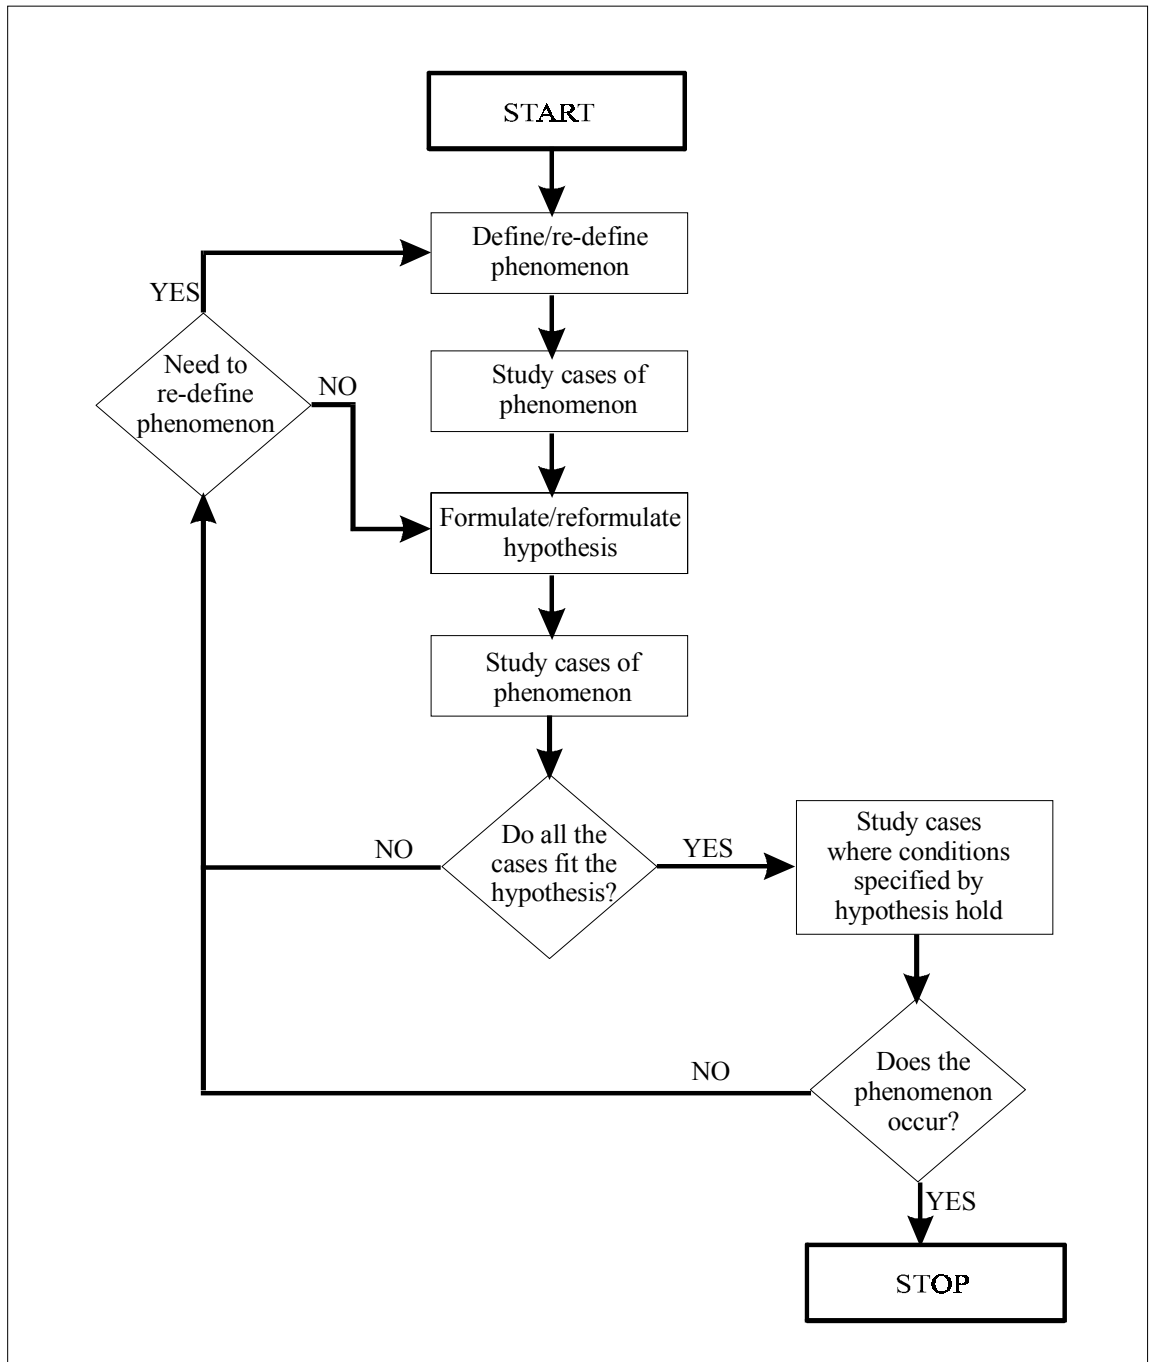 START
Define/re-define
phenomenon
YES
Need to
re-define
phenomenon
NO
Study cases of
phenomenon
Formulate/reformulate
hypothesis
Study cases of
phenomenon
Do all the
cases fit the
hypothesis?
NO
YES
Study cases
where conditions
specified by
hypothesis hold
Does the
phenomenon
occur?
NO
YES
STOP